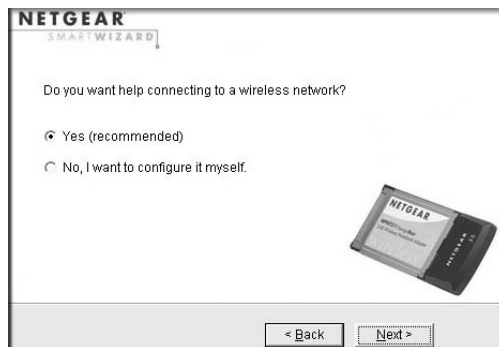 NETGEAR
SMARTWIZARD
Do you want help connecting to a wireless network?
Yes (recommended)
No, I want to configure it myself.
NETGEAR
NETGEAR
< Back
Next >